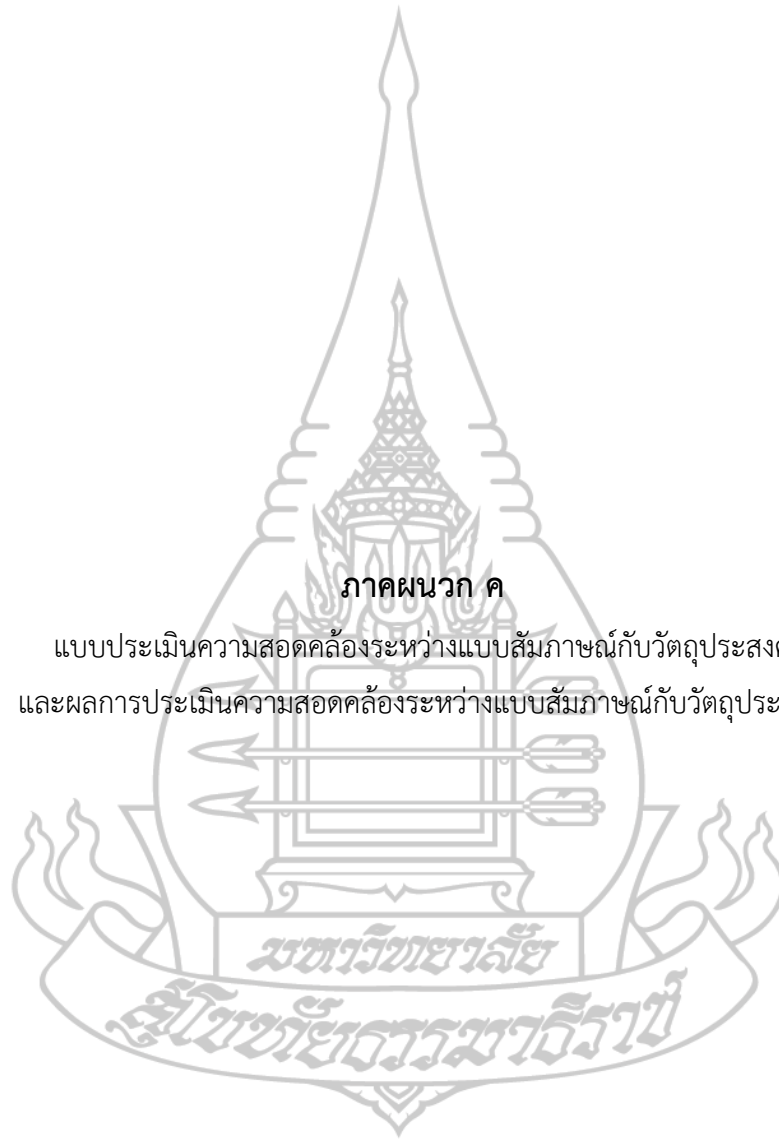 ภาคผนวก ค
แบบประเมินความสอดคล้องระหว่างแบบสัมภาษณ์กับวัตถุประสง
และผลการประเมินความสอดคล้องระหว่างแบบสัมภาษณ์กับวัตถุประ
มหาวิทยาลัย
สุโขทัยธรรมาธิราช